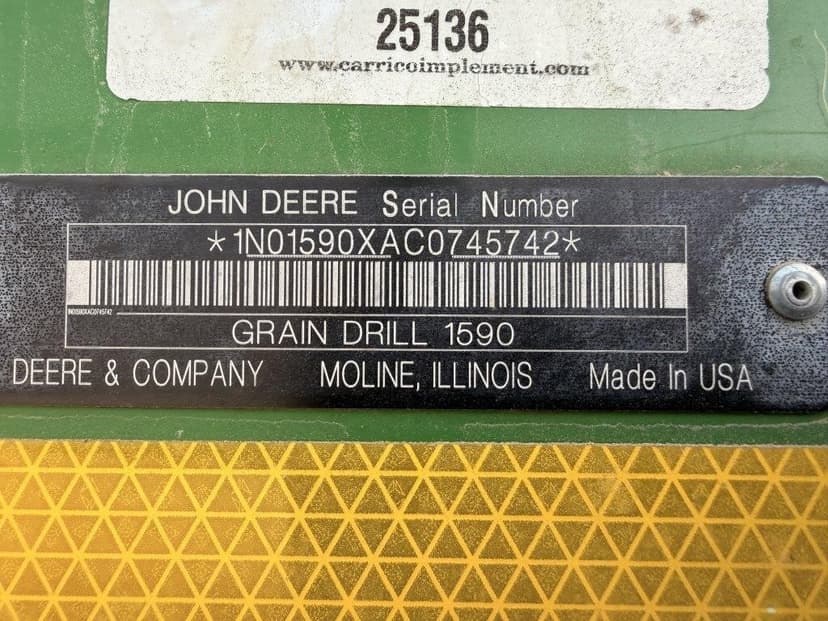 25136
www.carricoimplement.com
JOHN DEERE Serial Number
*1N01590XAC0745742*
1N01590XAC0745742
GRAIN DRILL 1590
DEERE & COMPANY MOLINE, ILLINOIS Made In USA